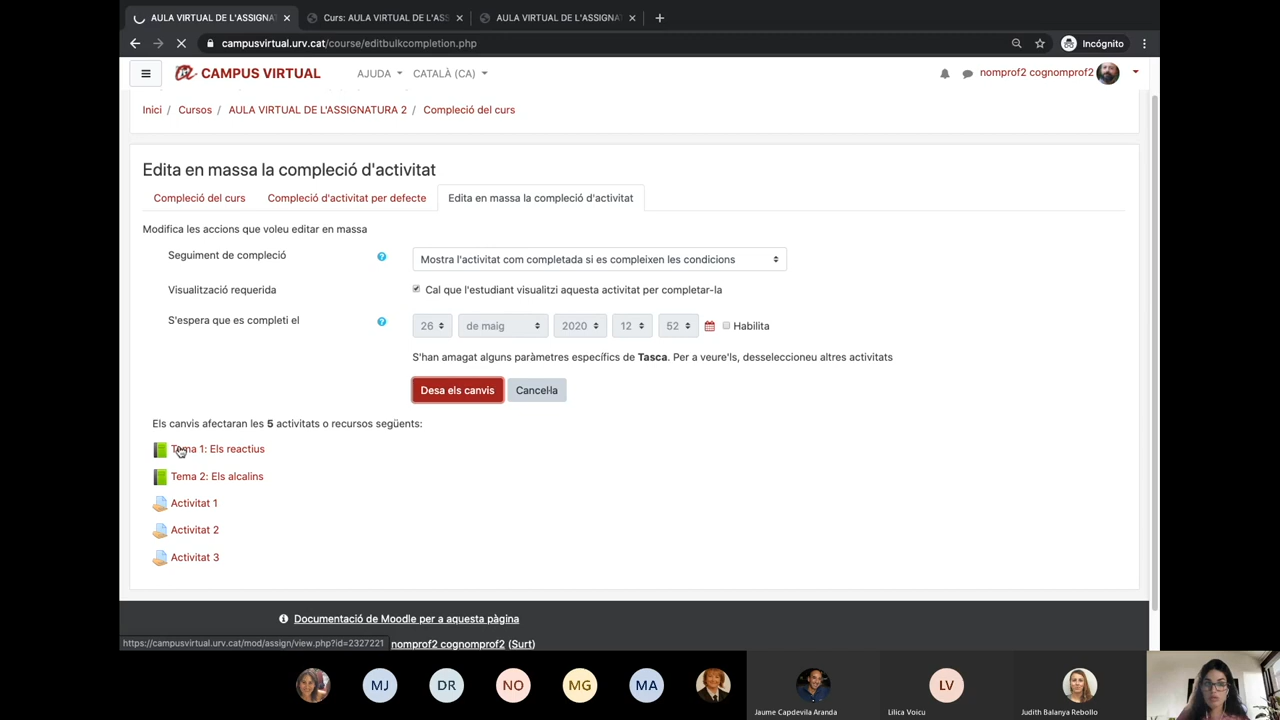 AULA VIRTUAL DE L'ASSIGNA
Curs: AULA VIRTUAL DE L'ASS
AULA VIRTUAL DE L'ASSIGNA
campusvirtual.urv.cat/course/editbulkcompletion.php
Incógnito
CAMPUS VIRTUAL
AJUDA
CATALÀ (CA)
nomprof2 cognomprof2
Inici / Cursos / AULA VIRTUAL DE L'ASSIGNATURA 2 / Compleció del curs
Edita en massa la compleció d'activitat
Compleció del curs
Compleció d'activitat per defecte
Edita en massa la compleció d'activitat
Modifica les accions que voleu editar en massa
Seguiment de compleció
Mostra l'activitat com completada si es compleixen les condicions
Visualització requerida
Cal que l'estudiant visualitzi aquesta activitat per completar-la
S'espera que es completi el
26 de maig 2020 12 52 Habilita
S'han amagat alguns paràmetres específics de Tasca. Per a veure'ls, desseleccioneu altres activitats
Desa els canvis
Cancel·la
Els canvis afectaran les 5 activitats o recursos següents:
Tema 1: Els reactius
Tema 2: Els alcalins
Activitat 1
Activitat 2
Activitat 3
Documentació de Moodle per a aquesta pàgina
https://campusvirtual.urv.cat/mod/assign/view.php?id=2327221
nomprof2 cognomprof2 (Surt)
MJ
DR
NO
MG
MA
LV
Jaume Capdevila Aranda
Lilica Voicu
Judith Balanya Rebollo